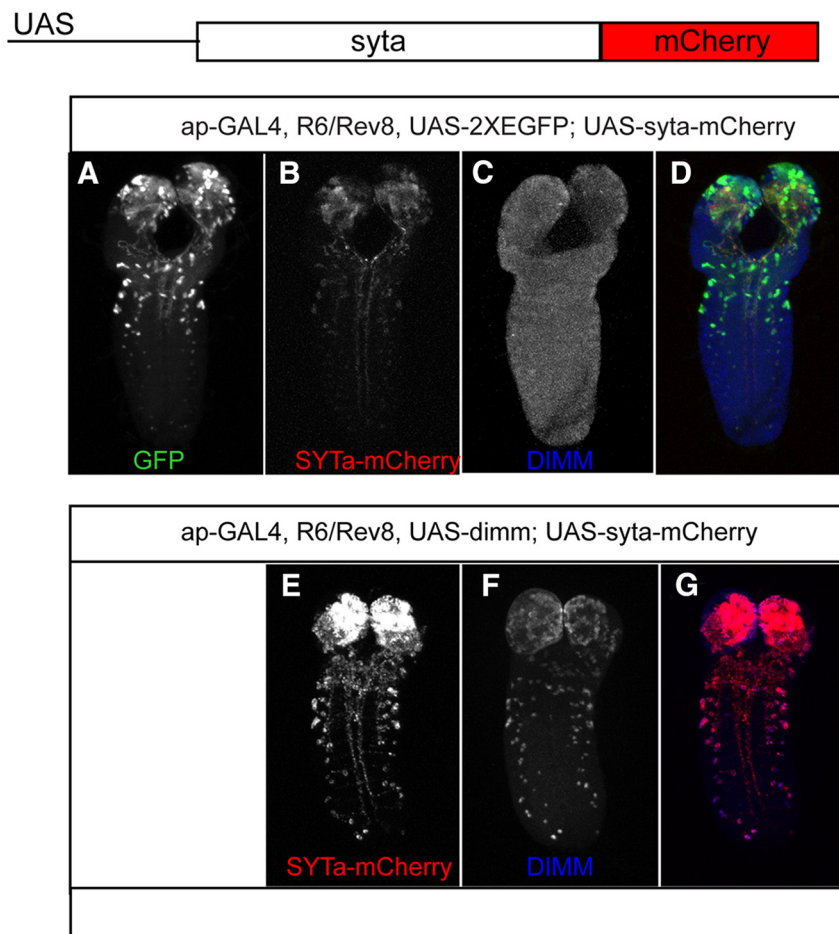 UAS
syta mCherry
ap-GAL4, R6/Rev8, UAS-2XEGFP; UAS-syta-mCherry
A B C D
GFP SYTa-mCherry DIMM
ap-GAL4, R6/Rev8, UAS-dimm; UAS-syta-mCherry
E F G
SYTa-mCherry DIMM